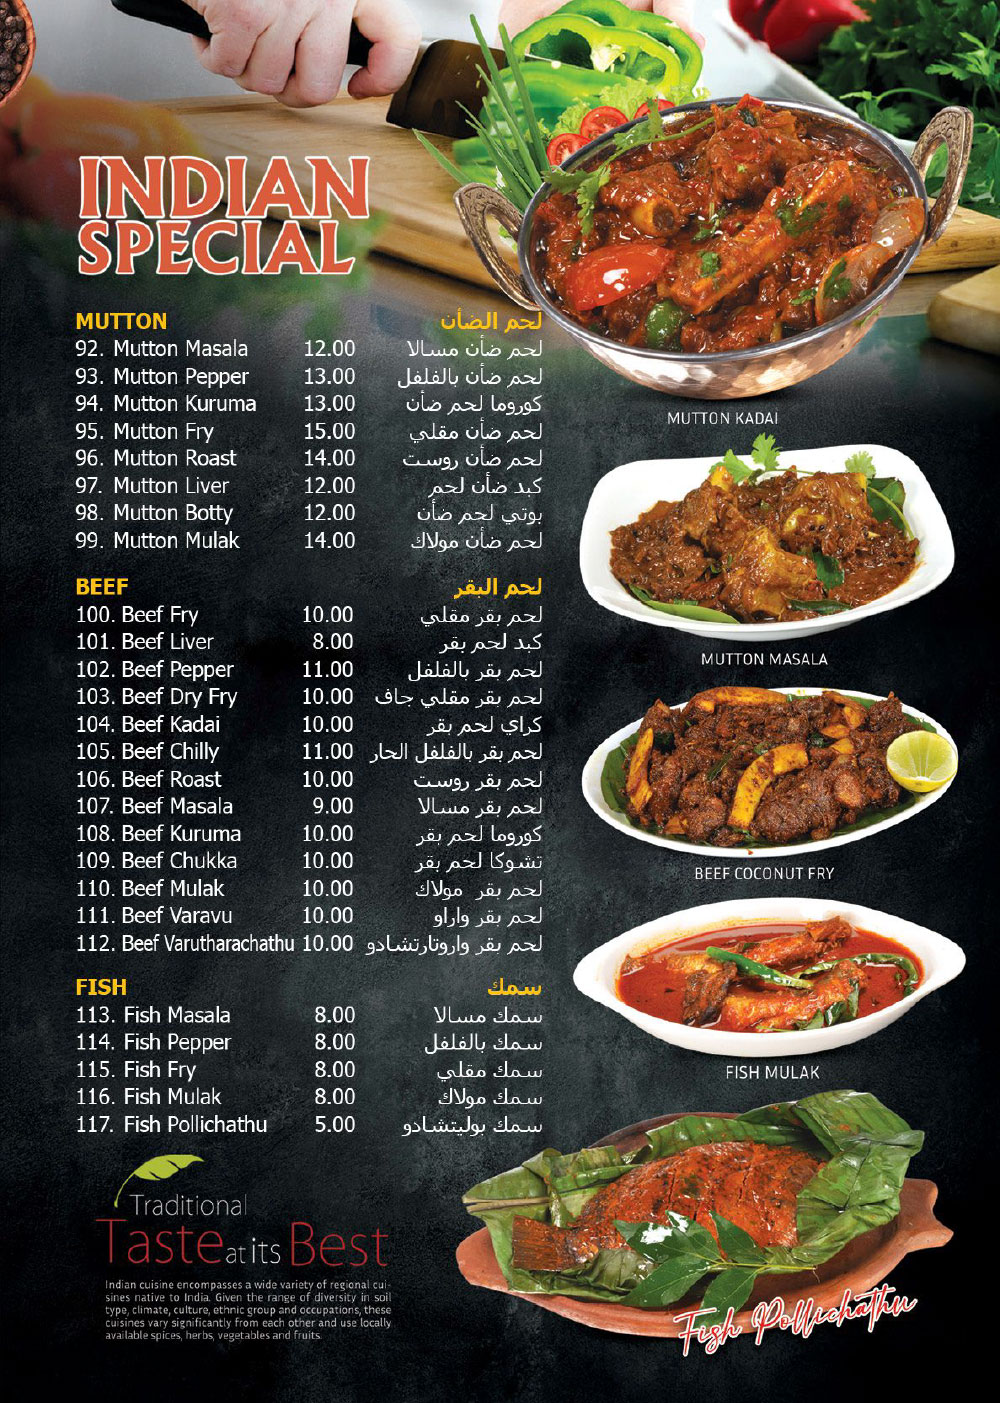 INDIAN
SPECIAL
MUTTON لحم الضأن
92. Mutton Masala 12.00 لحم ضأن مسالا
93. Mutton Pepper 13.00 لحم ضأن بالفلفل
94. Mutton Kuruma 13.00 كوروما لحم ضأن
95. Mutton Fry 15.00 لحم ضأن مقلي
96. Mutton Roast 14.00 لحم ضأن روست
97. Mutton Liver 12.00 كبد ضأن لحم
98. Mutton Botty 12.00 بوتي لحم ضأن
99. Mutton Mulak 14.00 لحم ضأن مولاك
BEEF لحم البقر
100. Beef Fry 10.00 لحم بقر مقلي
101. Beef Liver 8.00 كبد لحم بقر
102. Beef Pepper 11.00 لحم بقر بالفلفل
103. Beef Dry Fry 10.00 لحم بقر مقلي جاف
104. Beef Kadai 10.00 كراي لحم بقر
105. Beef Chilly 11.00 لحم بقر بالفلفل الحار
106. Beef Roast 10.00 لحم بقر روست
107. Beef Masala 9.00 لحم بقر مسالا
108. Beef Kuruma 10.00 كوروما لحم بقر
109. Beef Chukka 10.00 تشوكا لحم بقر
110. Beef Mulak 10.00 لحم بقر مولاك
111. Beef Varavu 10.00 لحم بقر واراو
112. Beef Varutharachathu 10.00 لحم بقر واروتارتشادو
FISH سمك
113. Fish Masala 8.00 سمك مسالا
114. Fish Pepper 8.00 سمك بالفلفل
115. Fish Fry 8.00 سمك مقلي
116. Fish Mulak 8.00 سمك مولاك
117. Fish Pollichathu 5.00 سمك بوليتشادو
Traditional
Taste at its Best
Indian cuisine encompasses a wide variety of regional cui-
sines native to India. Given the range of diversity in soil
type, climate, culture, ethnic group and occupations, these
cuisines vary significantly from each other and use locally
available spices, herbs, vegetables and fruits.
MUTTON KADAI
MUTTON MASALA
BEEF COCONUT FRY
FISH MULAK
Fish Pollichathu